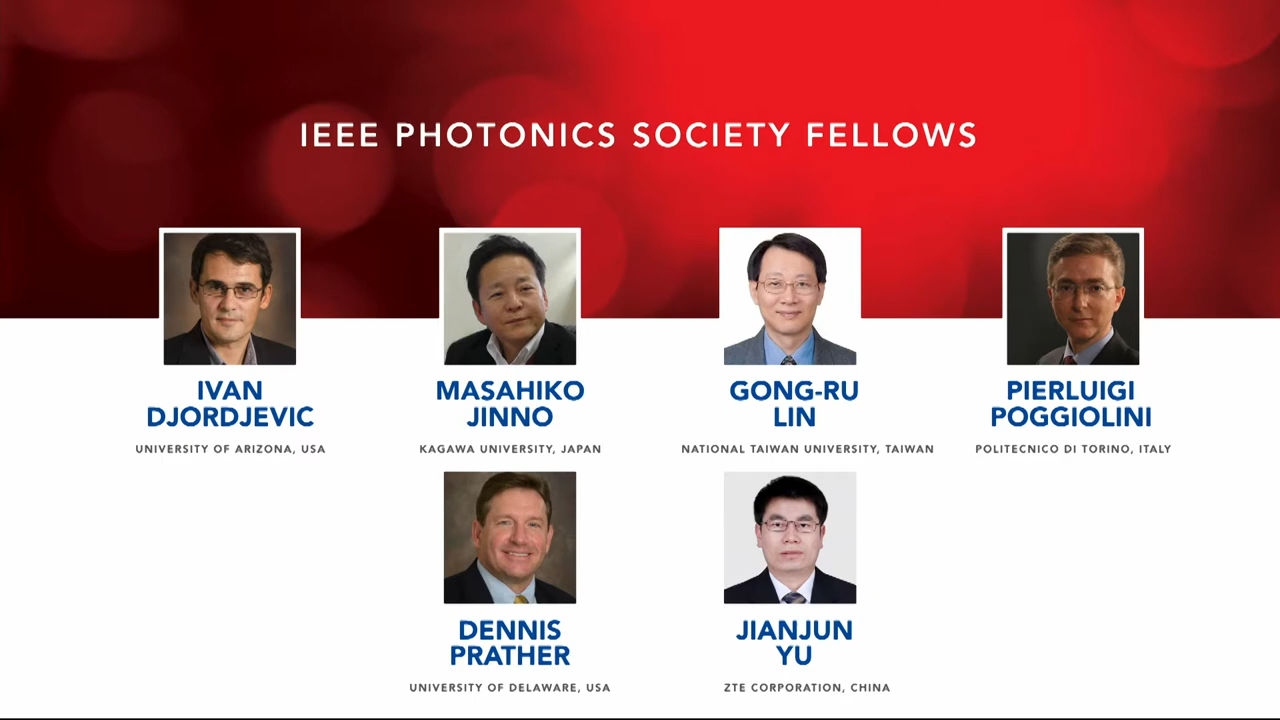 IEEE PHOTONICS SOCIETY FELLOWS
IVAN
DJORDJEVIC
UNIVERSITY OF ARIZONA, USA
MASAHIKO
JINNO
KAGAWA UNIVERSITY, JAPAN
GONG-RU
LIN
NATIONAL TAIWAN UNIVERSITY, TAIWAN
PIERLUIGI
POGGIOLINI
POLITECNICO DI TORINO, ITALY
DENNIS
PRATHER
UNIVERSITY OF DELAWARE, USA
JIANJUN
YU
ZTE CORPORATION, CHINA